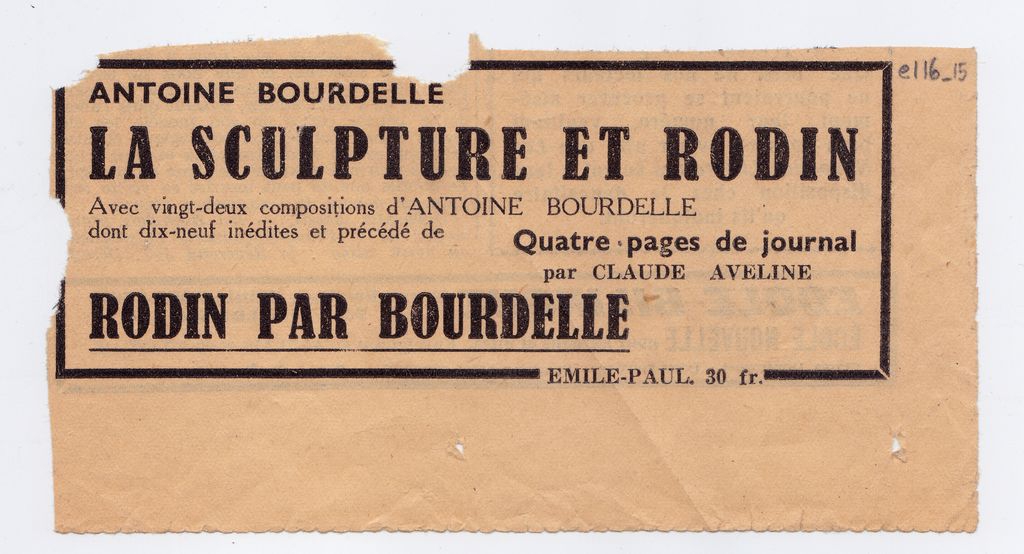 e116_15
ANTOINE BOURDELLE
LA SCULPTURE ET RODIN
Avec vingt-deux compositions d'ANTOINE BOURDELLE
dont dix-neuf inédites et précédé de
Quatre pages de journal
par CLAUDE AVELINE
RODIN PAR BOURDELLE
EMILE-PAUL. 30 fr.